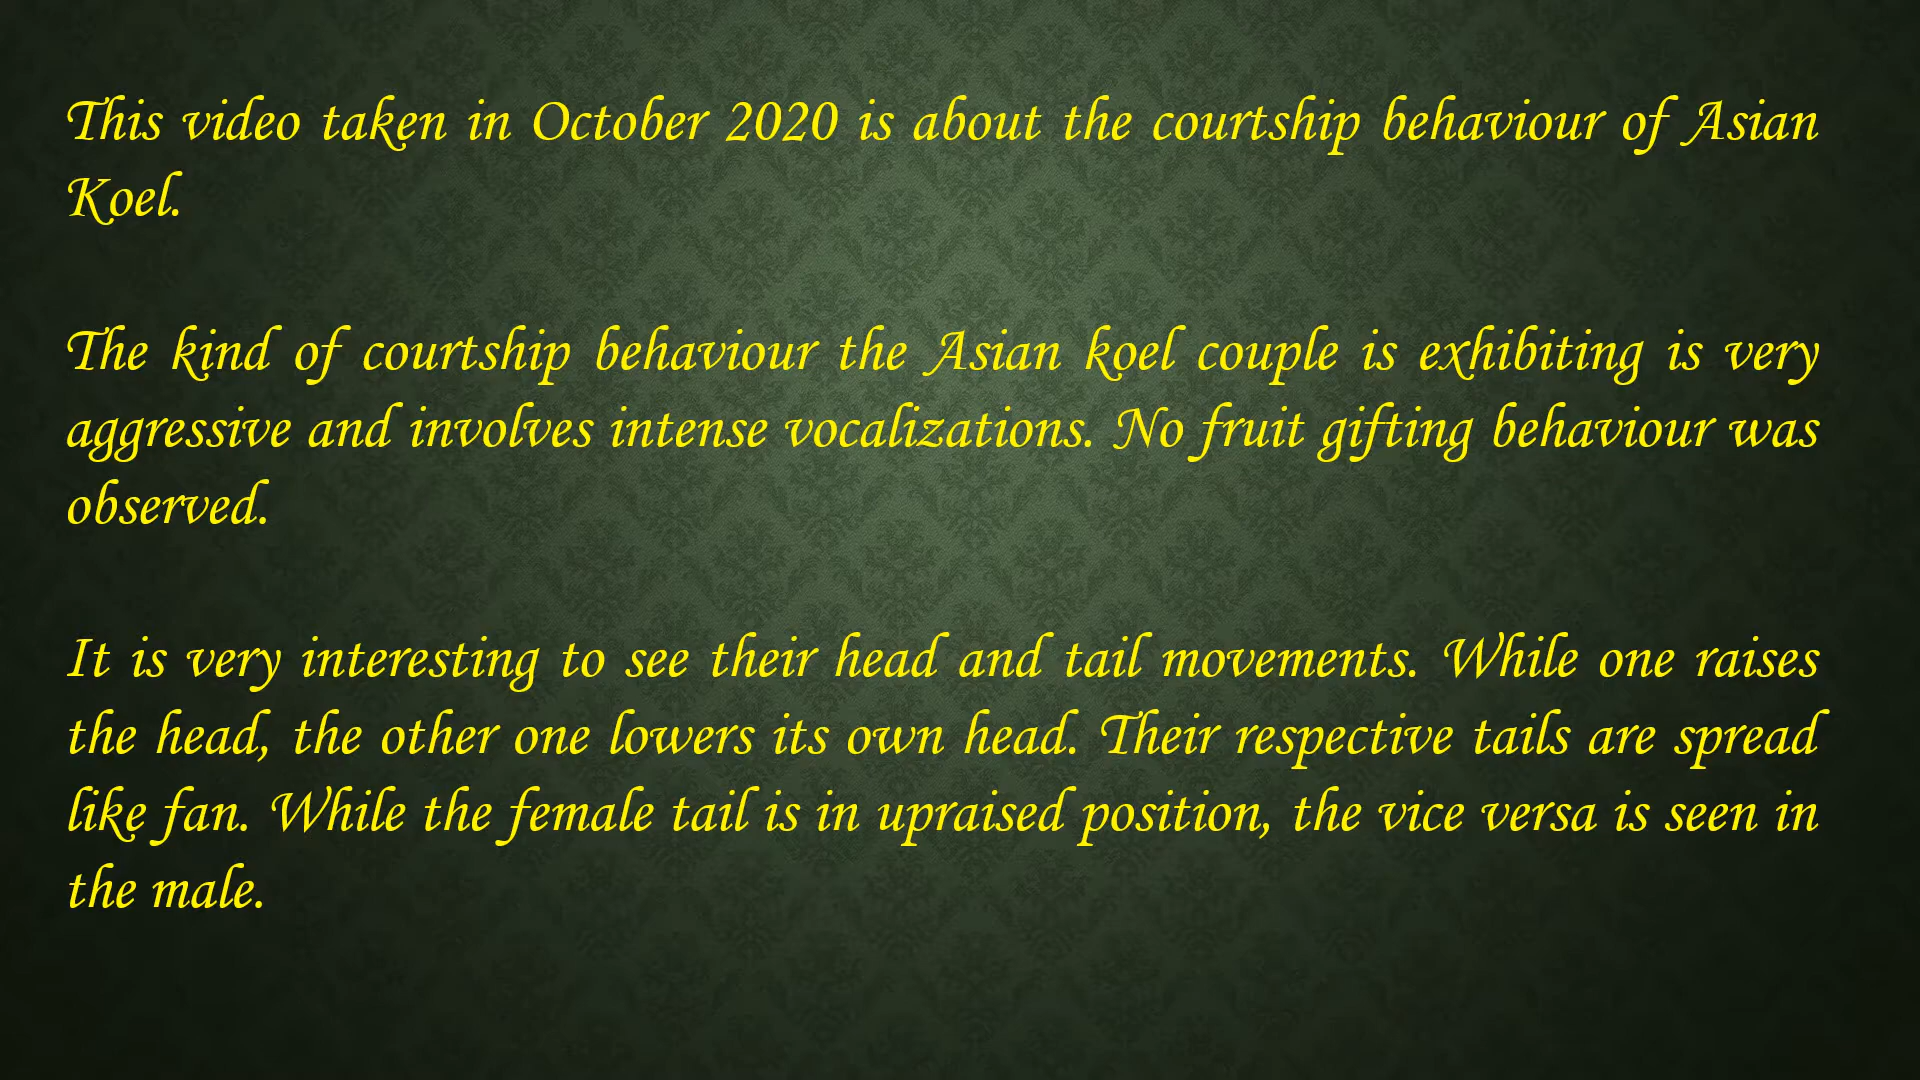 This video taken in October 2020 is about the courtship behaviour of Asian
Koel.
The kind of courtship behaviour the Asian koel couple is exhibiting is very
aggressive and involves intense vocalizations. No fruit gifting behaviour was
observed.
It is very interesting to see their head and tail movements. While one raises
the head, the other one lowers its own head. Their respective tails are spread
like fan. While the female tail is in upraised position, the vice versa is seen in
the male.